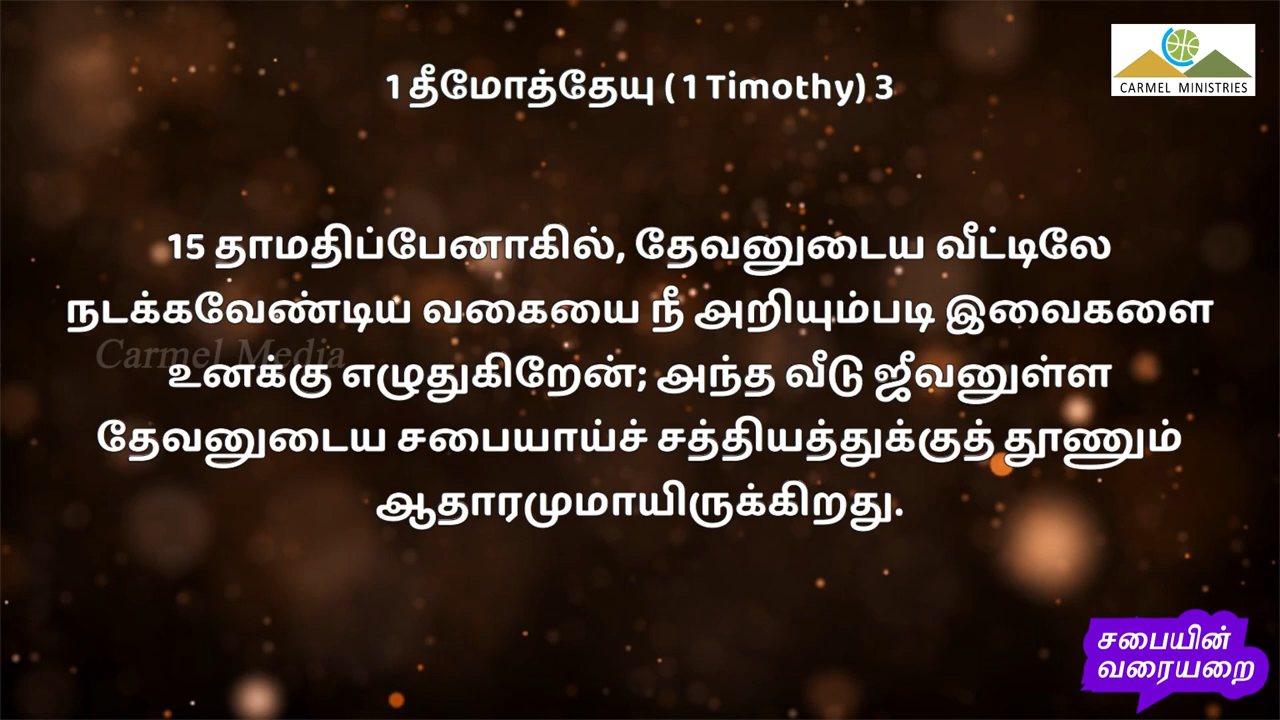 1 தீமோத்தேயு ( 1 Timothy) 3
CARMEL MINISTRIES
15 தாமதிப்பேனாகில், தேவனுடைய வீட்டிலே
நடக்கவேண்டிய வகையை நீ அறியும்படி இவைகளை
Carmel Media
உனக்கு எழுதுகிறேன்; அந்த வீடு ஜீவனுள்ள
தேவனுடைய சபையாய்ச் சத்தியத்துக்குத் தூணும்
ஆதாரமுமாயிருக்கிறது.
சபையின்
வரையறை